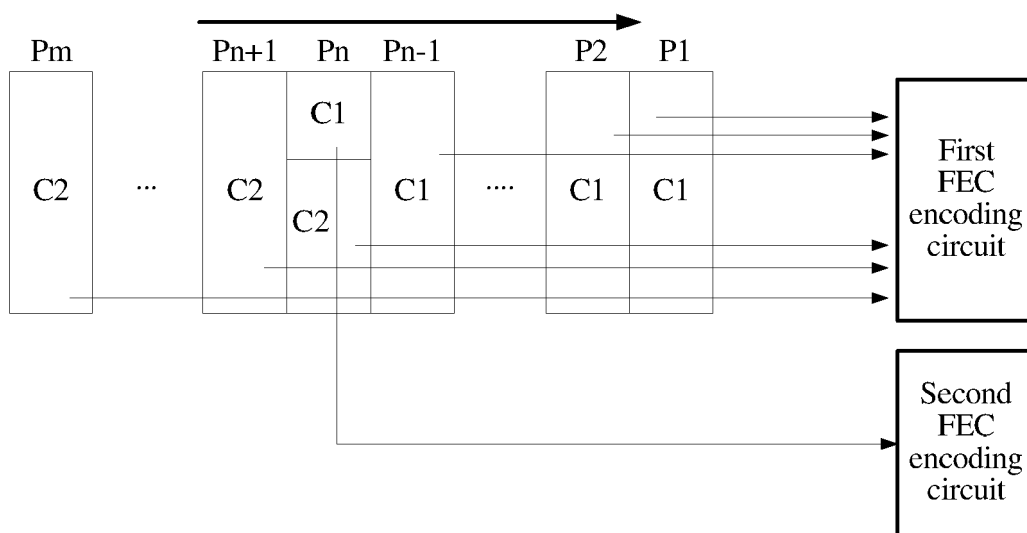 Pm Pn+1 Pn Pn-1 P2 P1
C1
C2 ... C2 C1 .... C1 C1
C2
First
FEC
encoding
circuit
Second
FEC
encoding
circuit